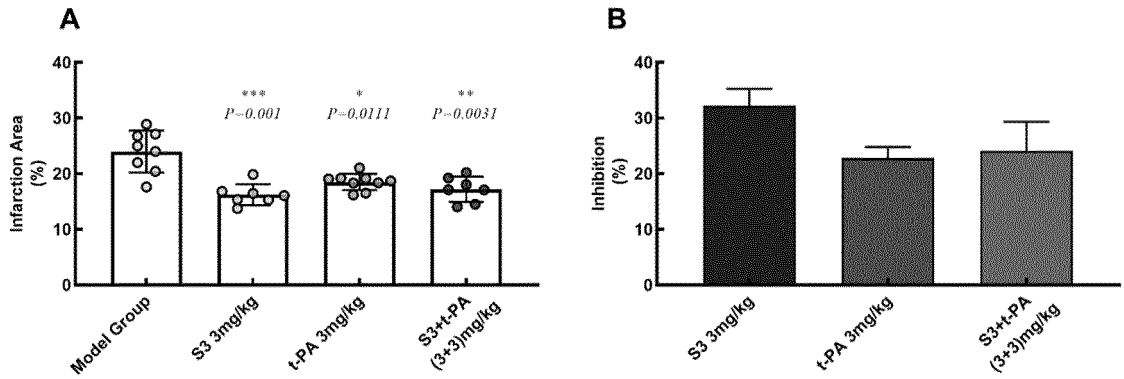 A
Infarction Area
(%)
40
30
20
10
0
***
P=0.001
*
P=0.0111
**
P=0.0031
Model Group
S3 3mg/kg
t-PA 3mg/kg
S3+t-PA
(3+3)mg/kg
B
Inhibition
(%)
40
30
20
10
0
S3 3mg/kg
t-PA 3mg/kg
S3+t-PA
(3+3)mg/kg